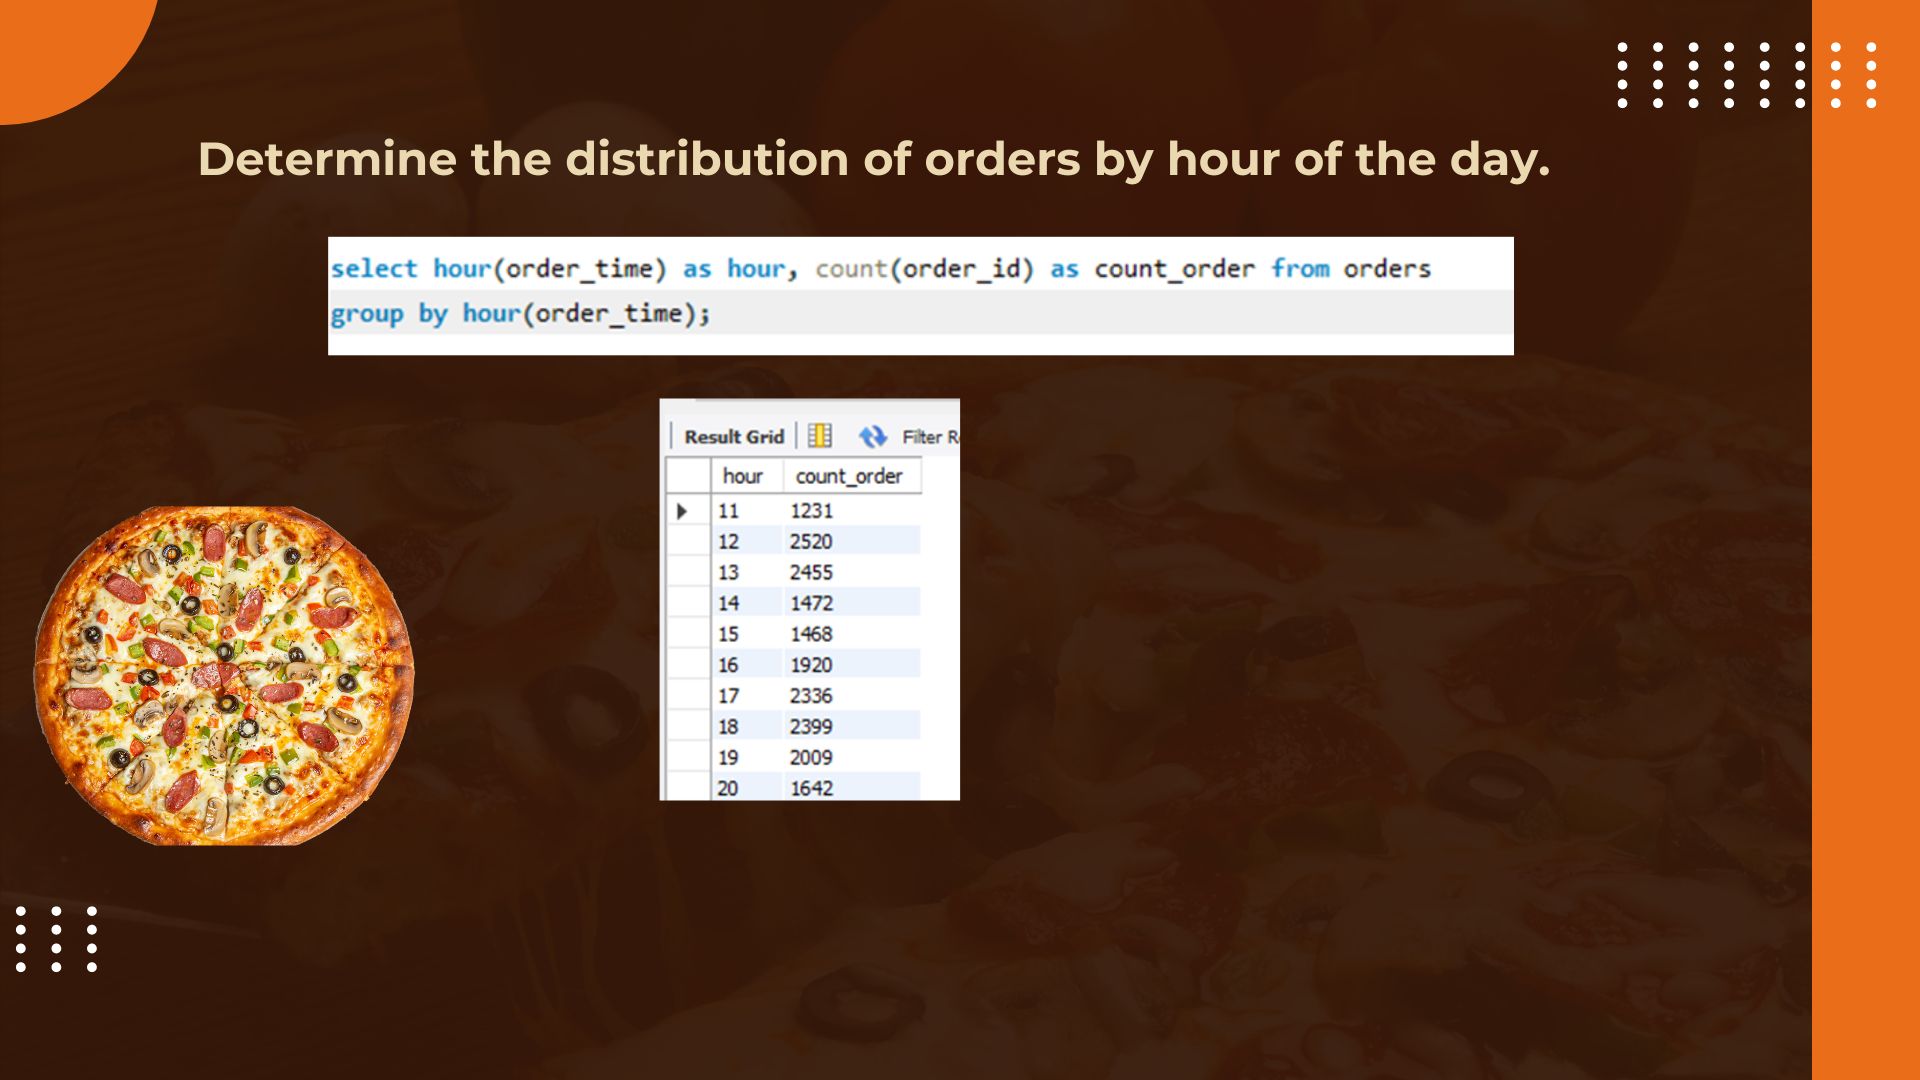 Determine the distribution of orders by hour of the day.
select hour(order_time) as hour, count(order_id) as count_order from orders
group by hour(order_time);
Result Grid Filter R
hour count_order
11 1231
12 2520
13 2455
14 1472
15 1468
16 1920
17 2336
18 2399
19 2009
20 1642